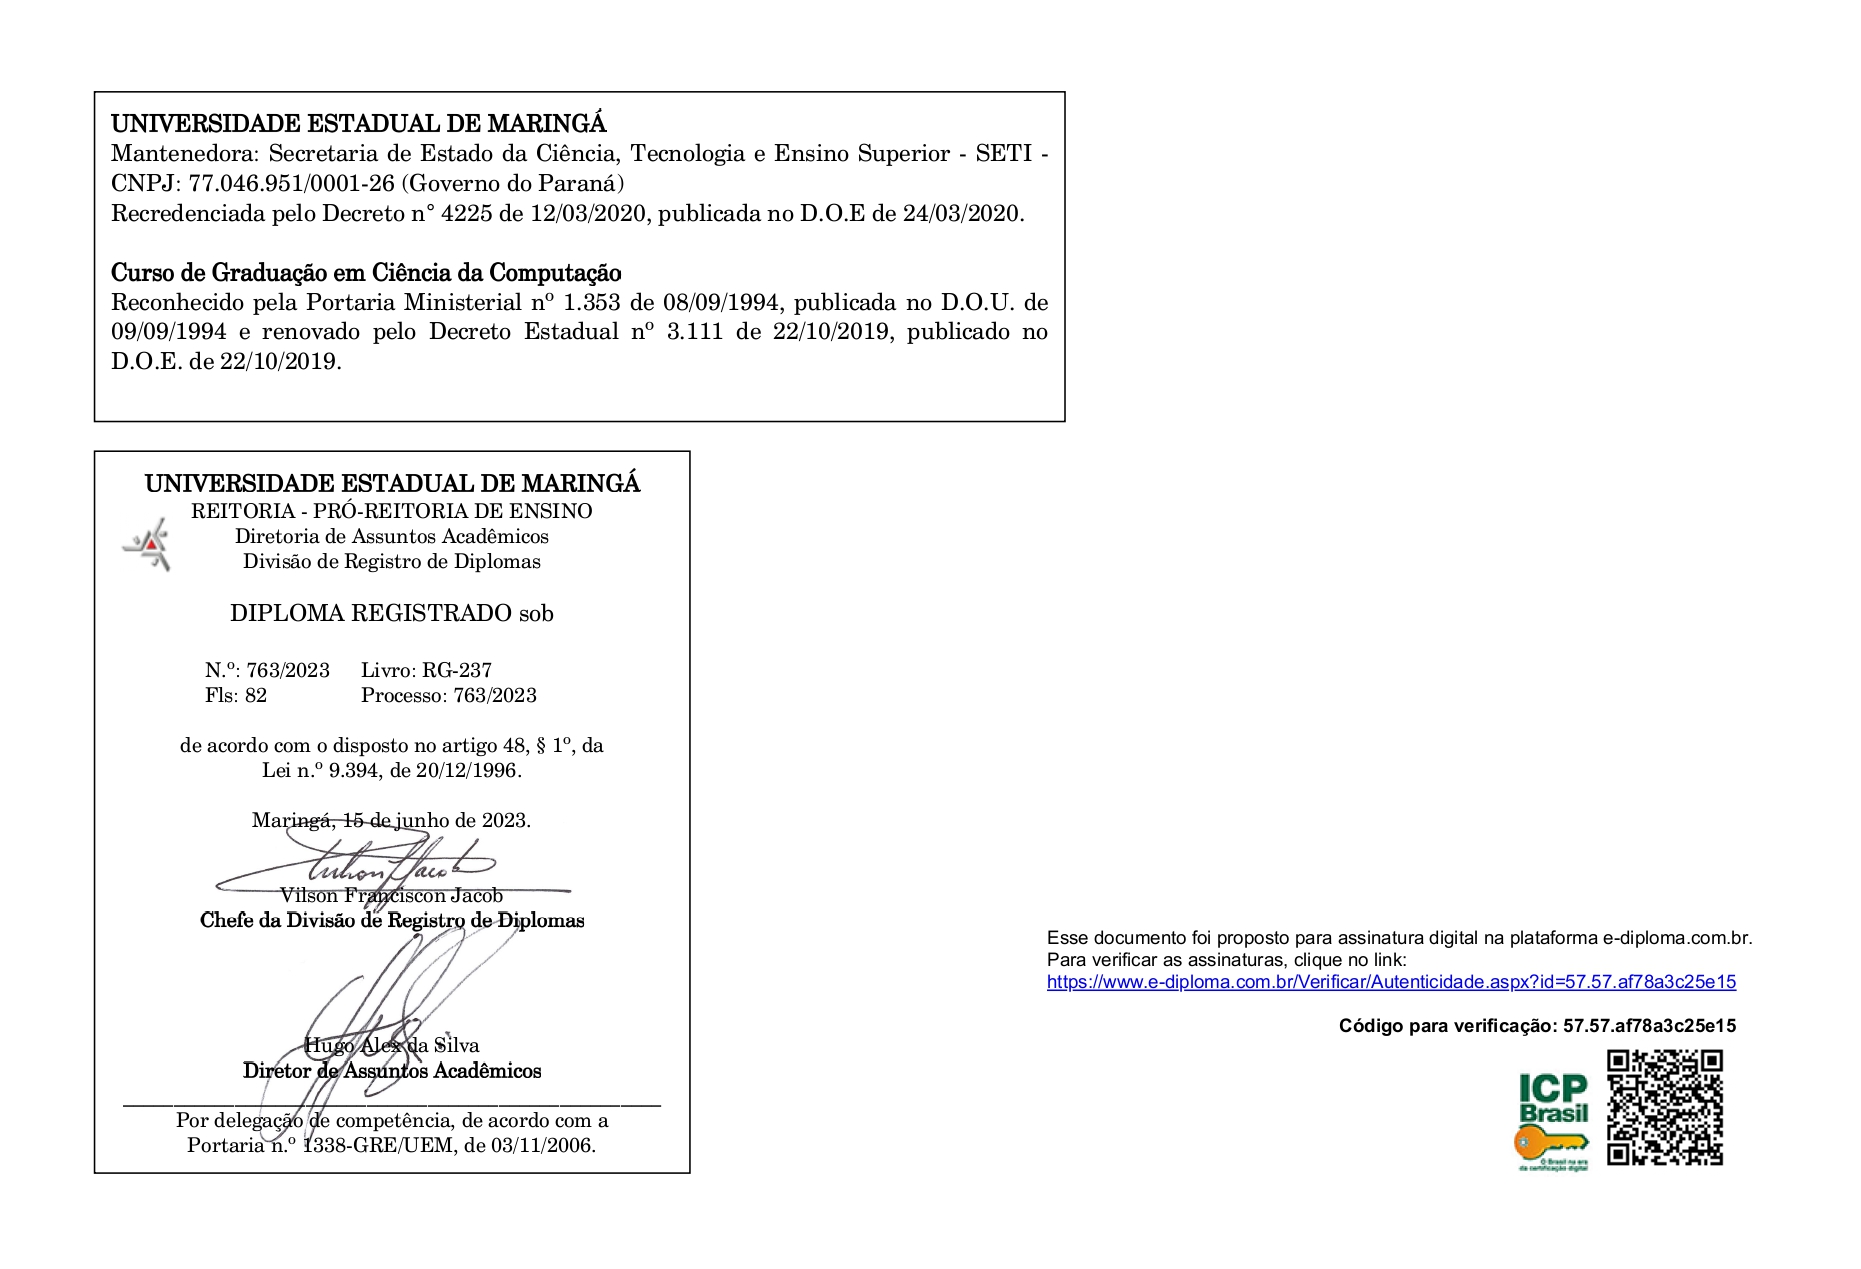 UNIVERSIDADE ESTADUAL DE MARINGÁ
Mantenedora: Secretaria de Estado da Ciência, Tecnologia e Ensino Superior - SETI -
CNPJ: 77.046.951/0001-26 (Governo do Paraná)
Recredenciada pelo Decreto n° 4225 de 12/03/2020, publicada no D.O.E de 24/03/2020.
Curso de Graduação em Ciência da Computação
Reconhecido pela Portaria Ministerial nº 1.353 de 08/09/1994, publicada no D.O.U. de
09/09/1994 e renovado pelo Decreto Estadual nº 3.111 de 22/10/2019, publicado no
D.O.E. de 22/10/2019.
UNIVERSIDADE ESTADUAL DE MARINGÁ
REITORIA - PRÓ-REITORIA DE ENSINO
Diretoria de Assuntos Acadêmicos
Divisão de Registro de Diplomas
DIPLOMA REGISTRADO sob
N.º: 763/2023 Livro: RG-237
Fls: 82 Processo: 763/2023
de acordo com o disposto no artigo 48, § 1º, da
Lei n.º 9.394, de 20/12/1996.
Maringá, 15 de junho de 2023.
Vilson Franciscon Jacob
Chefe da Divisão de Registro de Diplomas
Hugo Alex da Silva
Diretor de Assuntos Acadêmicos
Por delegação de competência, de acordo com a
Portaria n.º 1338-GRE/UEM, de 03/11/2006.
Esse documento foi proposto para assinatura digital na plataforma e-diploma.com.br.
Para verificar as assinaturas, clique no link:
https://www.e-diploma.com.br/Verificar/Autenticidade.aspx?id=57.57.af78a3c25e15
Código para verificação: 57.57.af78a3c25e15
ICP
Brasil
O Brasil na era
da certificação digital